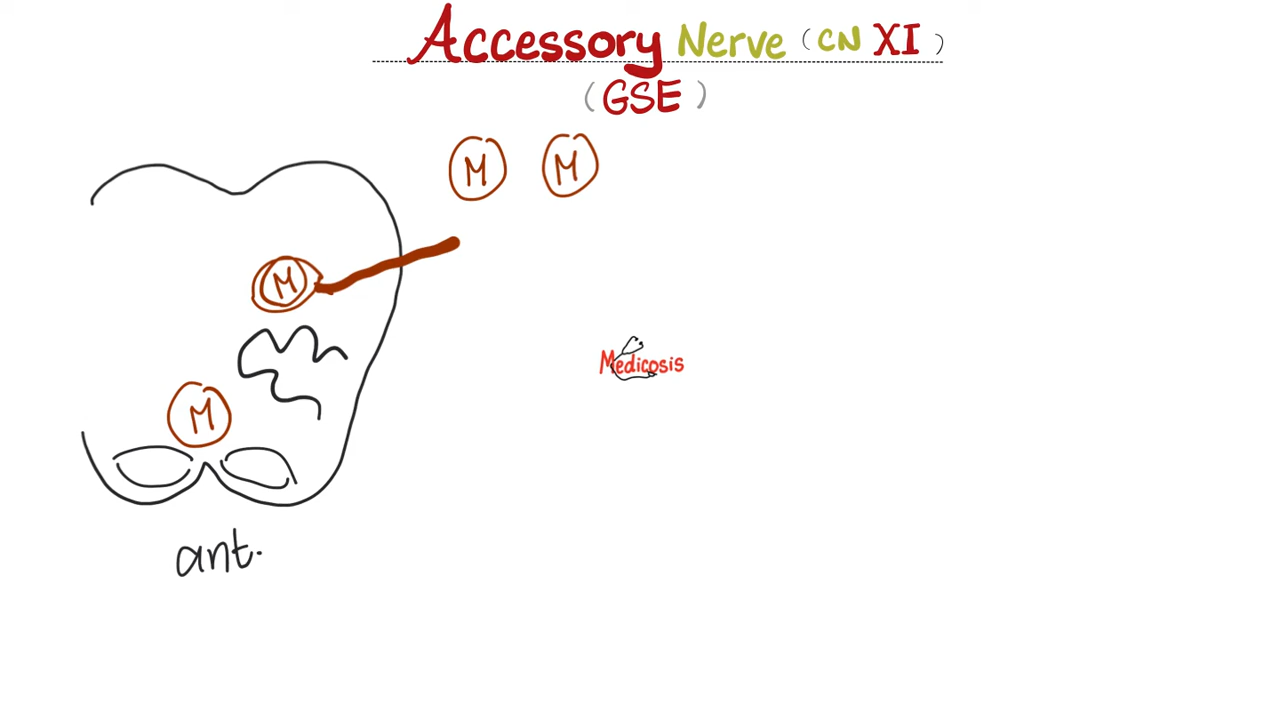 Accessory Nerve (CN XI)
(GSE)
M M
M
Medicosis
M
ant.